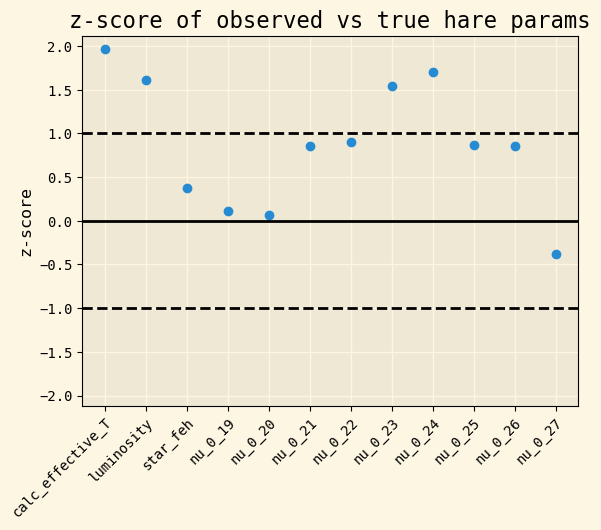 z-score of observed vs true hare params
z-score
2.0
1.5
1.0
0.5
0.0
−0.5
−1.0
−1.5
−2.0
calc_effective_T
luminosity
star_feh
nu_0_19
nu_0_20
nu_0_21
nu_0_22
nu_0_23
nu_0_24
nu_0_25
nu_0_26
nu_0_27